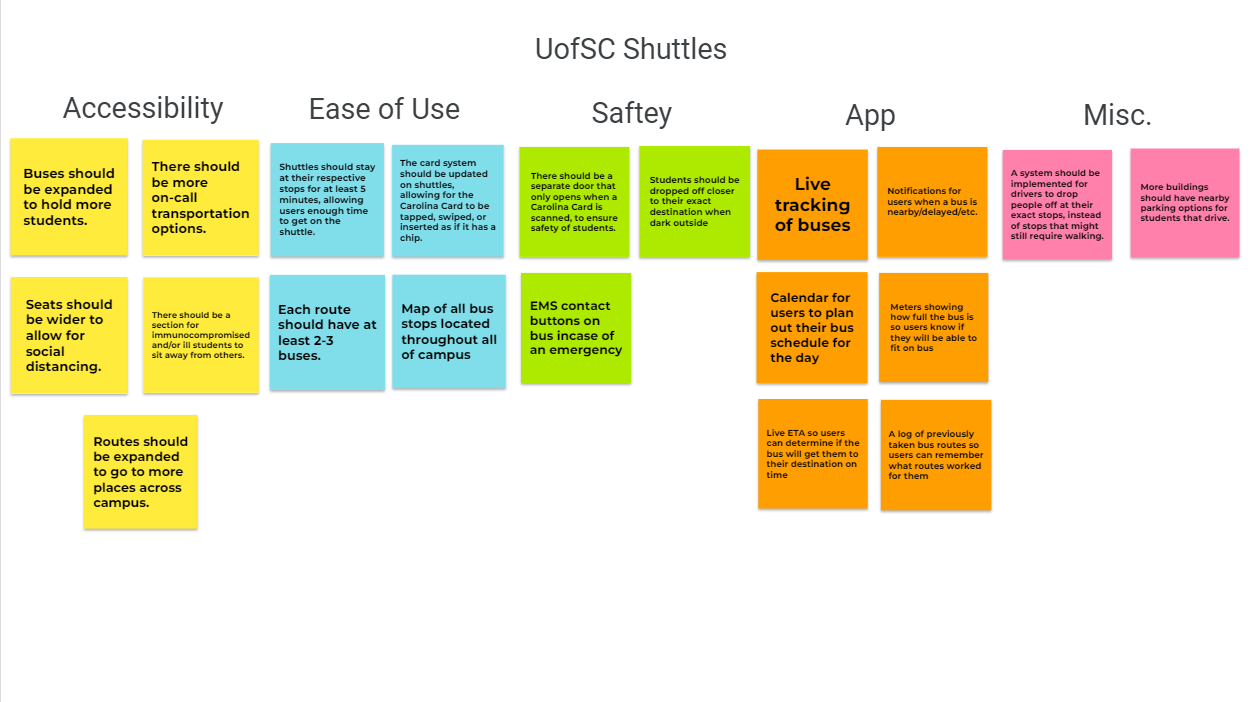 UofSC Shuttles
Accessibility
Ease of Use
Saftey
App
Misc.
Buses should
be expanded
to hold more
students.
There should
be more
on-call
transportation
options.
Seats should
be wider to
allow for
social
distancing.
There should be a
section for
immunocompromised
and/or ill students to
sit away from others.
Routes should
be expanded
to go to more
places across
campus.
Shuttles should stay
at their respective
stops for at least 5
minutes, allowing
users enough time
to get on the
shuttle.
The card system
should be updated
on shuttles,
allowing for the
Carolina Card to be
tapped, swiped, or
inserted as if it has a
chip.
Each route
should have at
least 2-3
buses.
Map of all bus
stops located
throughout all
of campus
There should be a
separate door that
only opens when a
Carolina Card is
scanned, to ensure
safety of students.
Students should be
dropped off closer
to their exact
destination when
dark outside
EMS contact
buttons on
bus incase of
an emergency
Live
tracking
of buses
Notifications for
users when a bus is
nearby/delayed/etc.
Calendar for
users to plan
out their bus
schedule for
the day
Meters showing
how full the bus is
so users know if
they will be able to
fit on bus
Live ETA so users
can determine if the
bus will get them to
their destination on
time
A log of previously
taken bus routes so
users can remember
what routes worked
for them
A system should be
implemented for
drivers to drop
people off at their
exact stops, instead
of stops that might
still require walking.
More buildings
should have nearby
parking options for
students that drive.